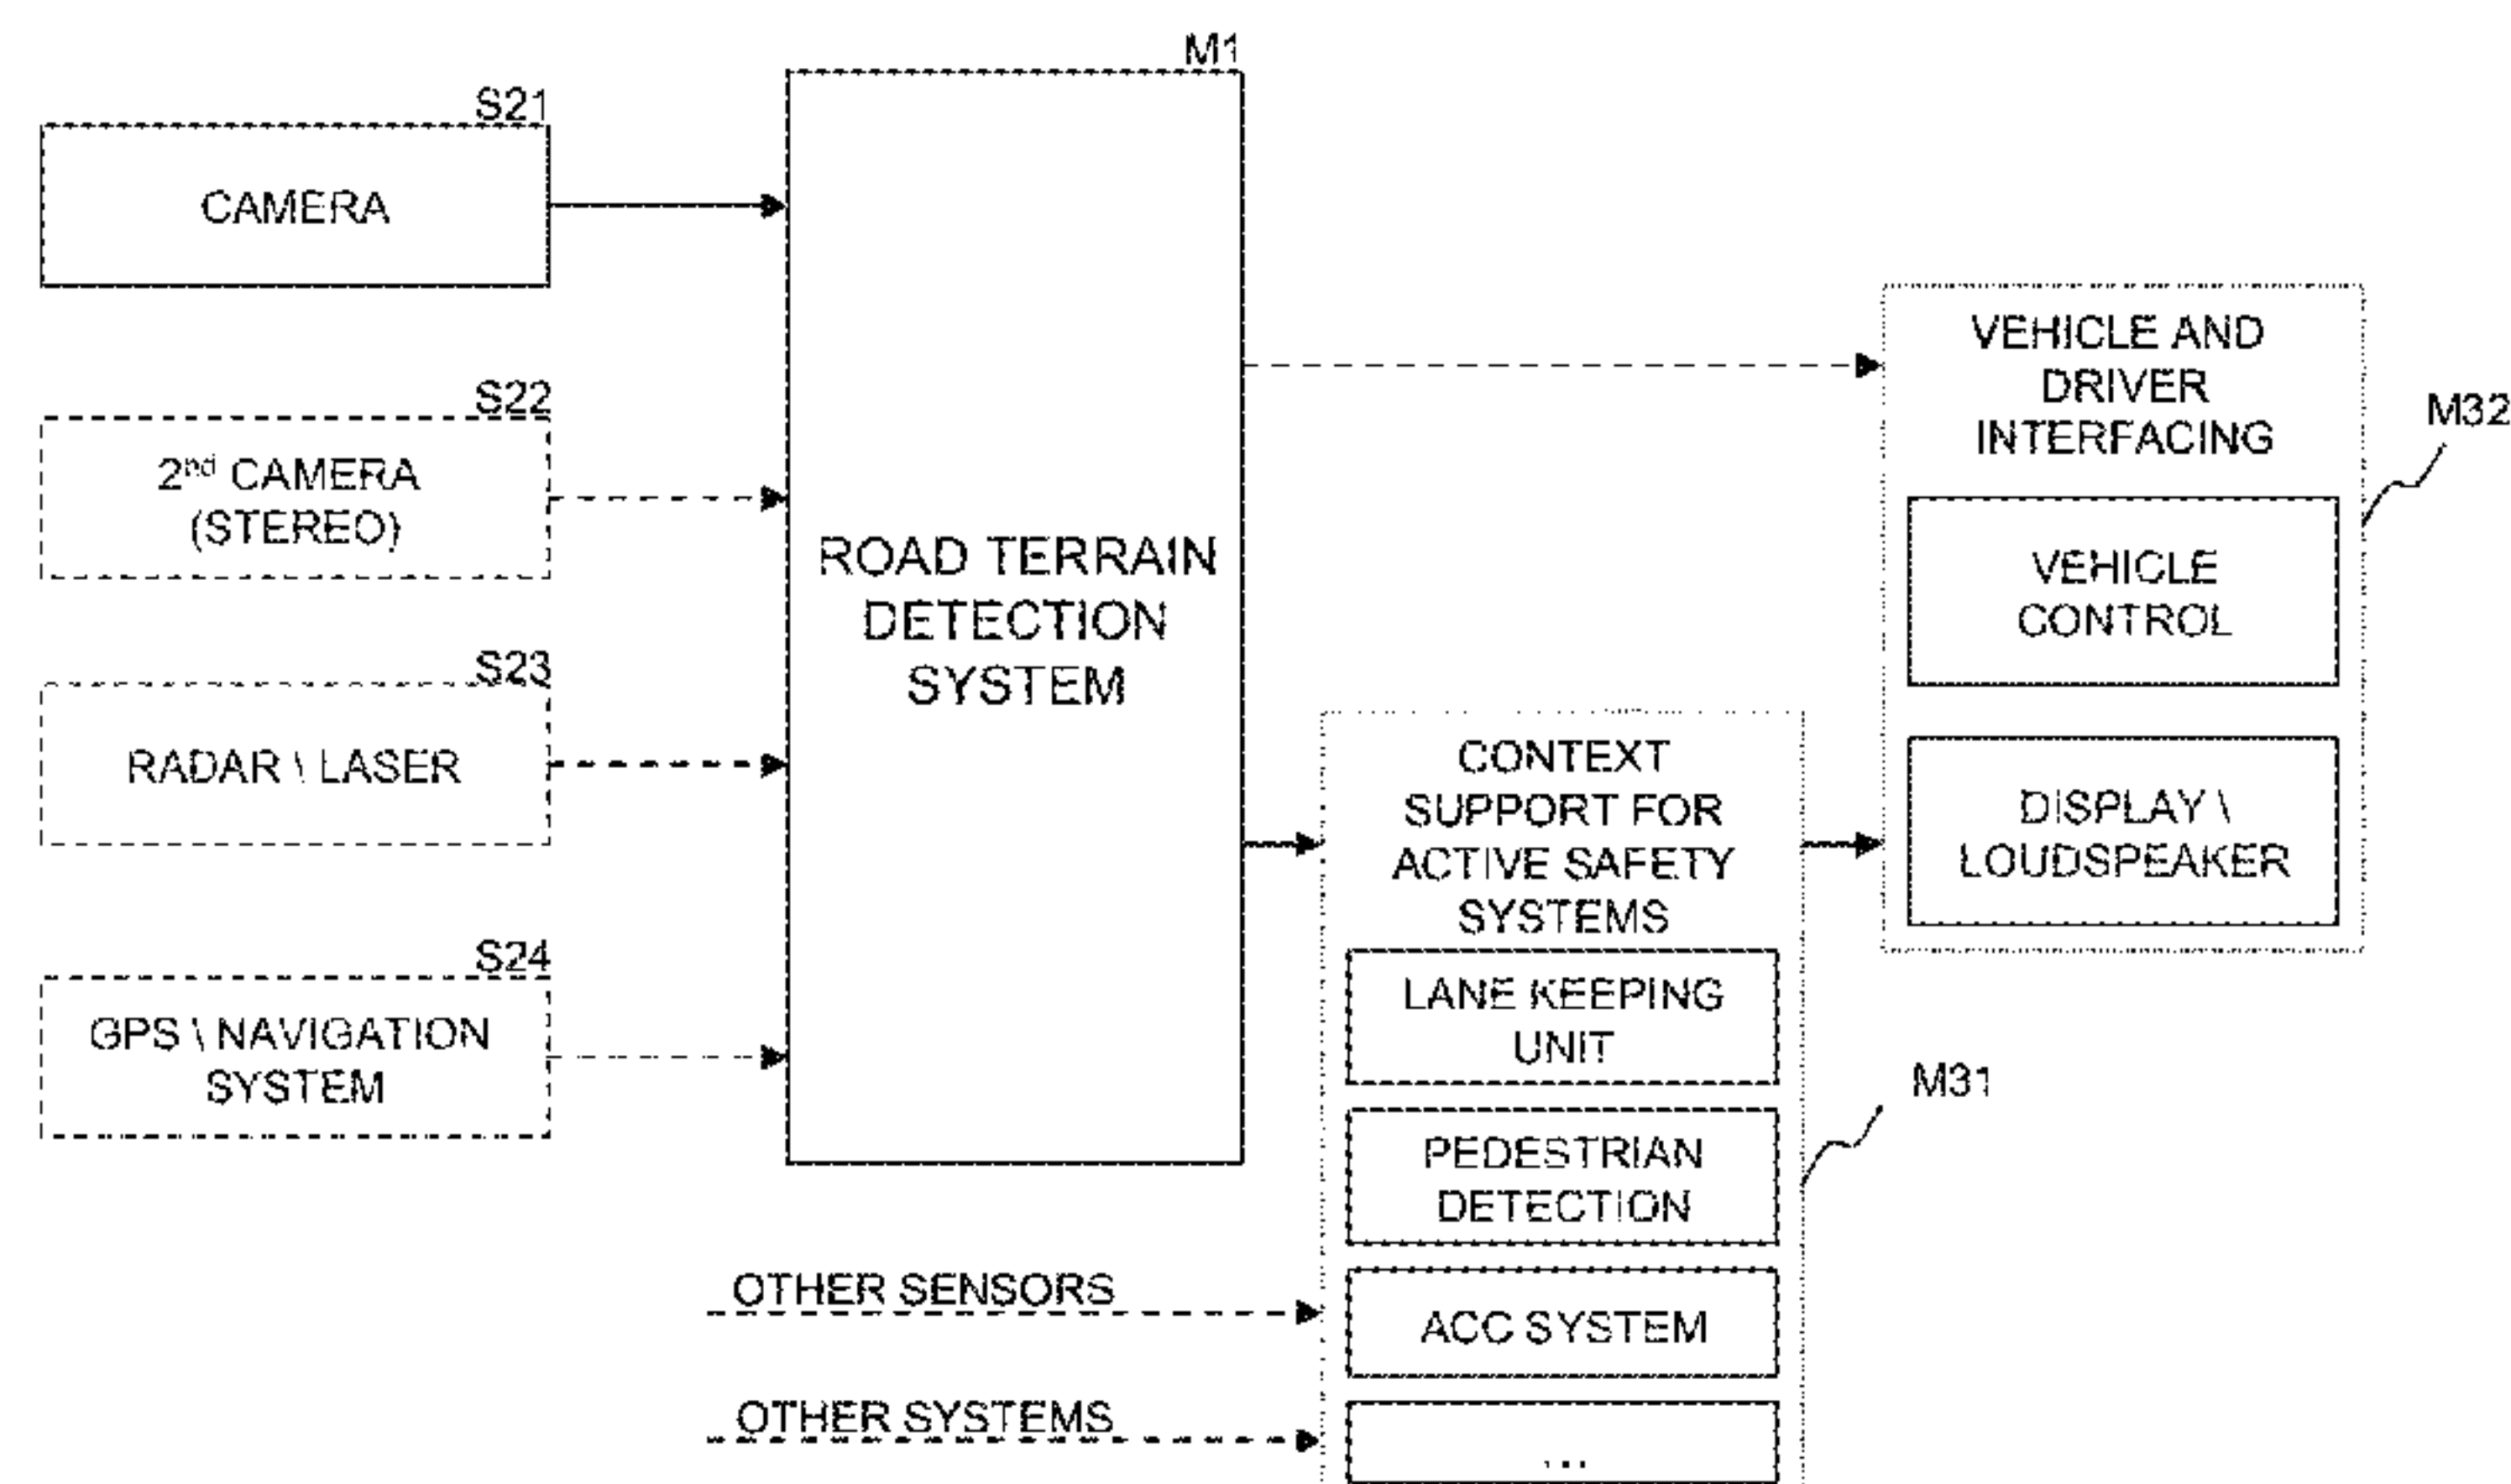 M1
S21
CAMERA
S22
2nd CAMERA
(STEREO)
S23
RADAR \ LASER
S24
GPS \ NAVIGATION
SYSTEM
ROAD TERRAIN
DETECTION
SYSTEM
VEHICLE AND
DRIVER
INTERFACING
M32
VEHICLE
CONTROL
DISPLAY \
LOUDSPEAKER
CONTEXT
SUPPORT FOR
ACTIVE SAFETY
SYSTEMS
LANE KEEPING
UNIT
M31
PEDESTRIAN
DETECTION
OTHER SENSORS
ACC SYSTEM
OTHER SYSTEMS
...